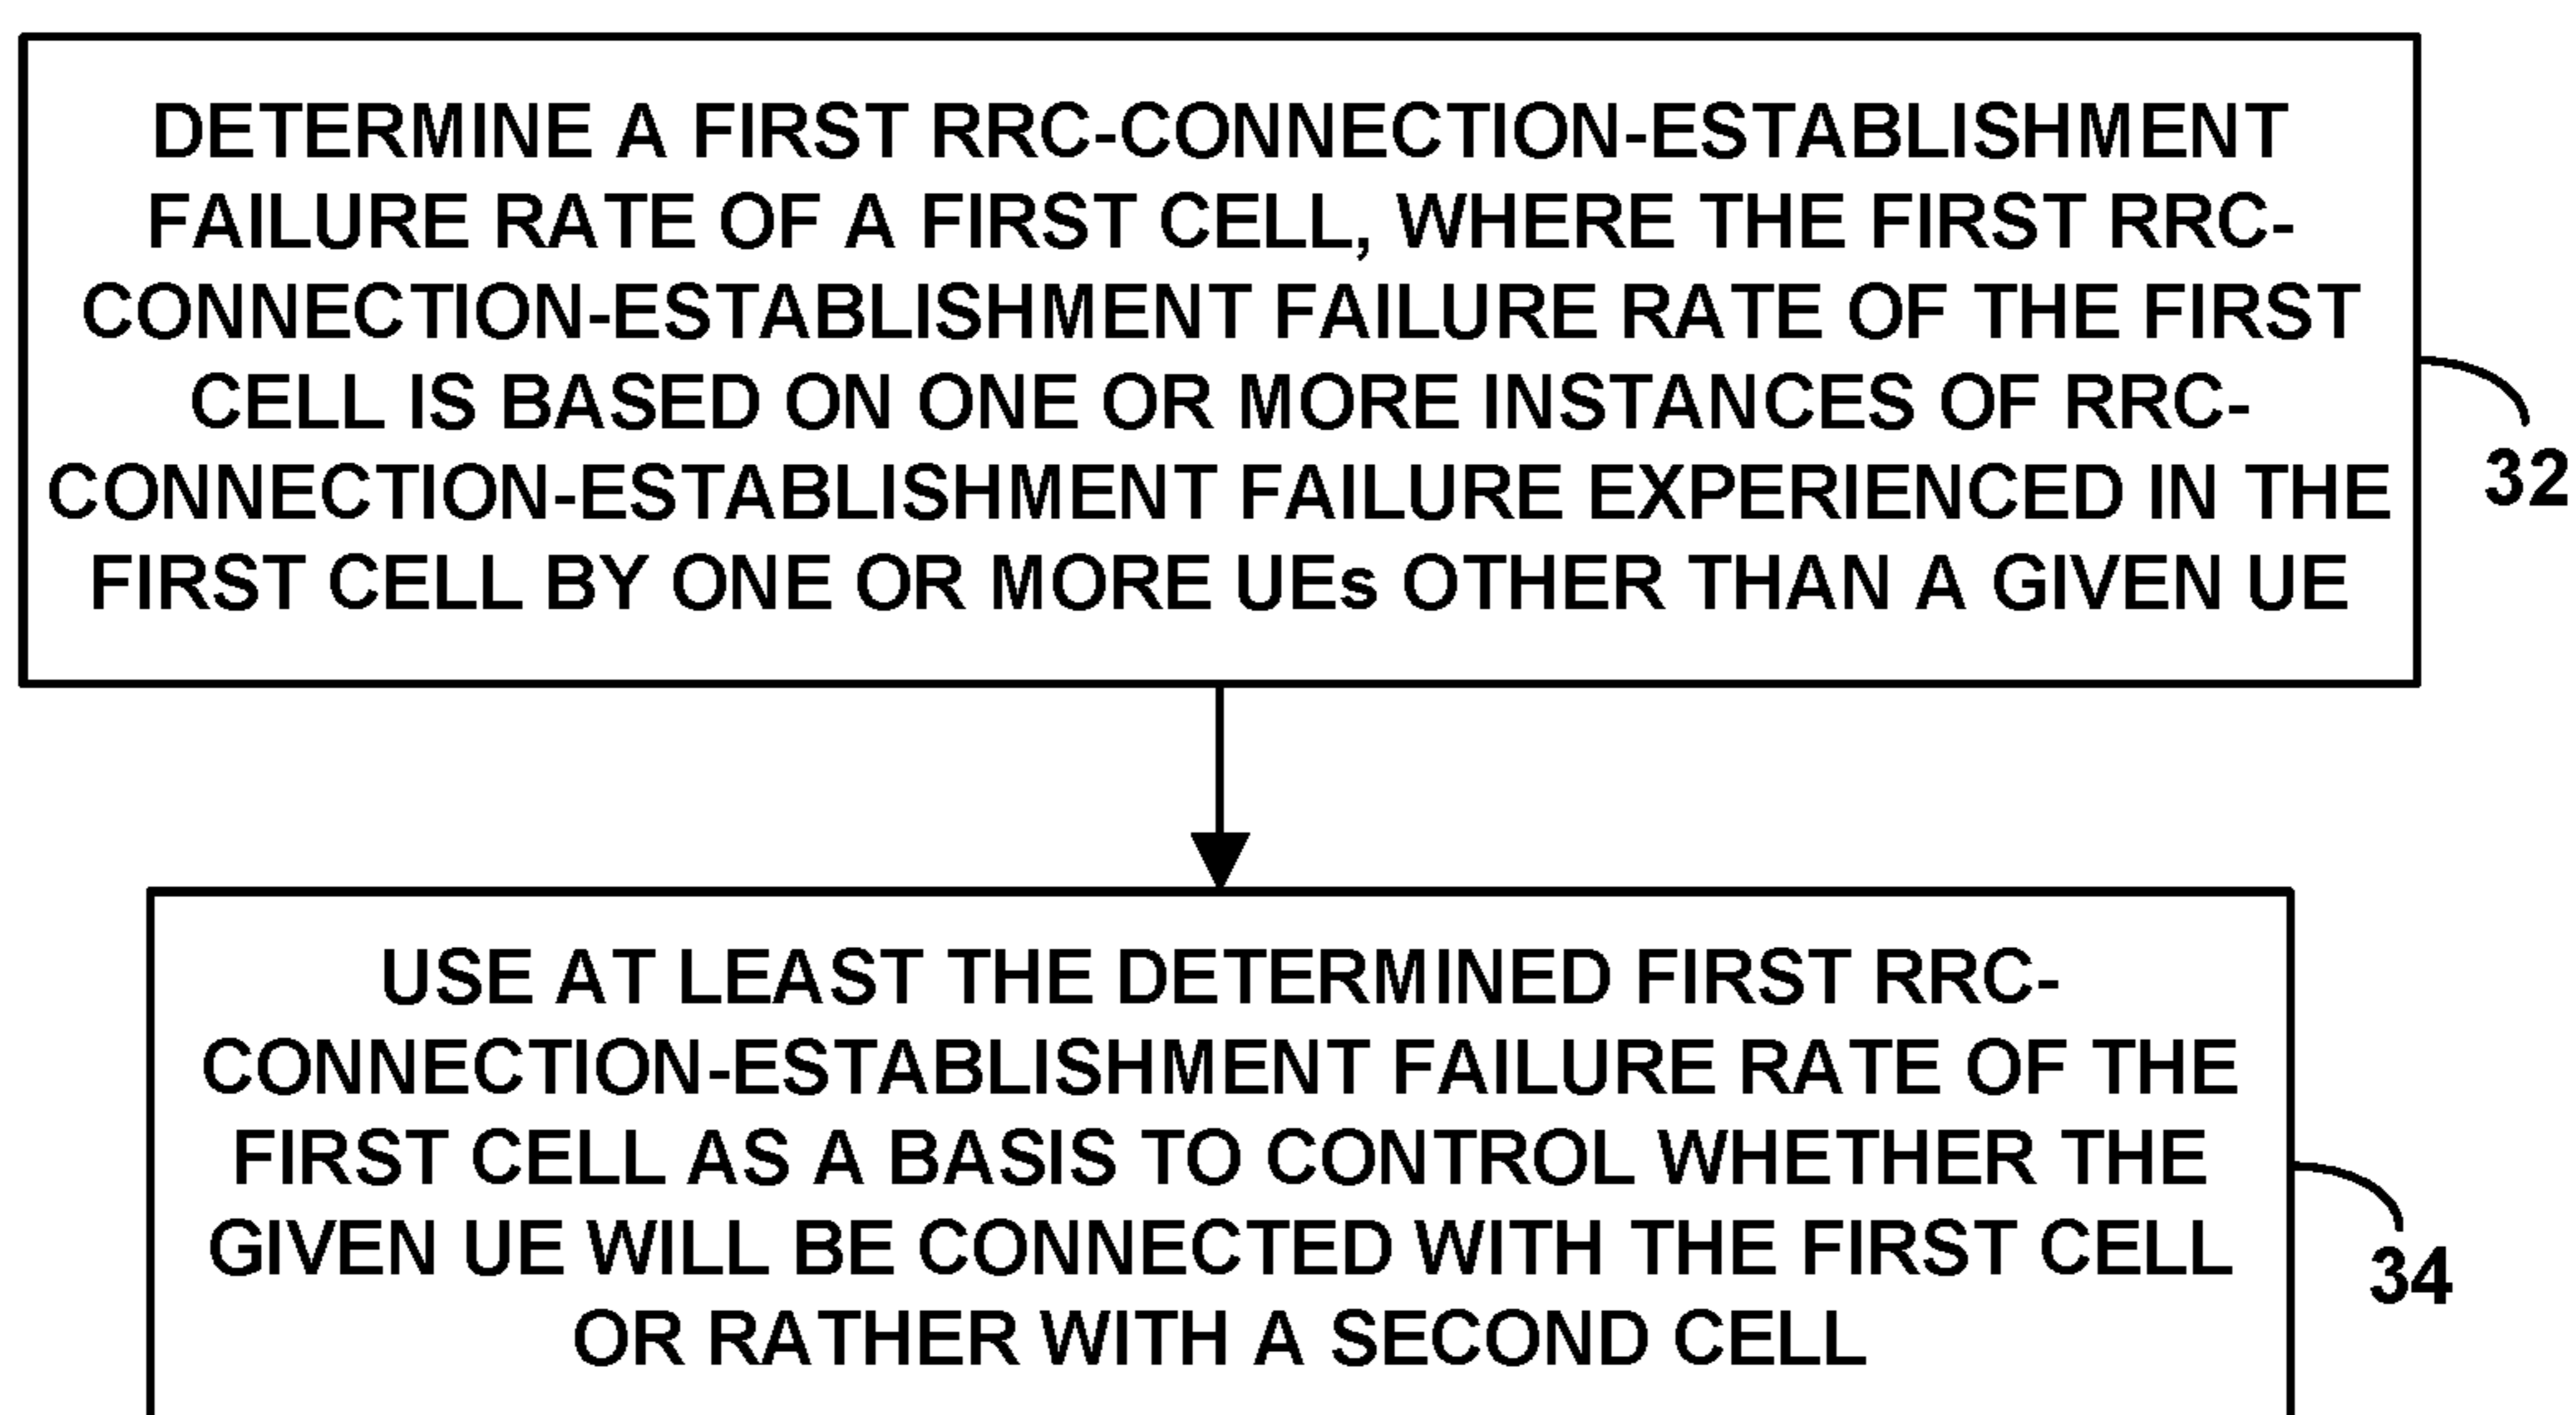 DETERMINE A FIRST RRC-CONNECTION-ESTABLISHMENT
FAILURE RATE OF A FIRST CELL, WHERE THE FIRST RRC-
CONNECTION-ESTABLISHMENT FAILURE RATE OF THE FIRST
CELL IS BASED ON ONE OR MORE INSTANCES OF RRC-
CONNECTION-ESTABLISHMENT FAILURE EXPERIENCED IN THE
FIRST CELL BY ONE OR MORE UEs OTHER THAN A GIVEN UE
32
USE AT LEAST THE DETERMINED FIRST RRC-
CONNECTION-ESTABLISHMENT FAILURE RATE OF THE
FIRST CELL AS A BASIS TO CONTROL WHETHER THE
GIVEN UE WILL BE CONNECTED WITH THE FIRST CELL
OR RATHER WITH A SECOND CELL
34